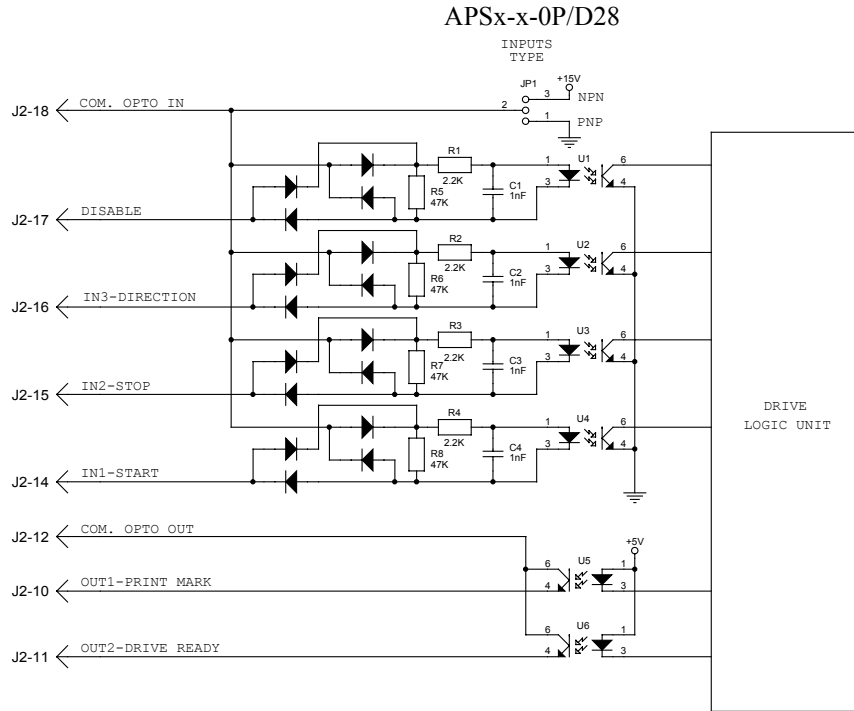 APSx-x-0P/D28
INPUTS
TYPE
JP1
+15V
3 NPN
2
1 PNP
J2-18 COM. OPTO IN
R1
2.2K
R5
47K
C1
1nF
1 U1 6
3 4
J2-17 DISABLE
R2
2.2K
R6
47K
C2
1nF
1 U2 6
3 4
J2-16 IN3-DIRECTION
R3
2.2K
R7
47K
C3
1nF
1 U3 6
3 4
J2-15 IN2-STOP
R4
2.2K
R8
47K
C4
1nF
1 U4 6
3 4
J2-14 IN1-START
DRIVE
LOGIC UNIT
J2-12 COM. OPTO OUT
+5V
6 U5 1
4 3
J2-10 OUT1-PRINT MARK
6 U6 1
4 3
J2-11 OUT2-DRIVE READY